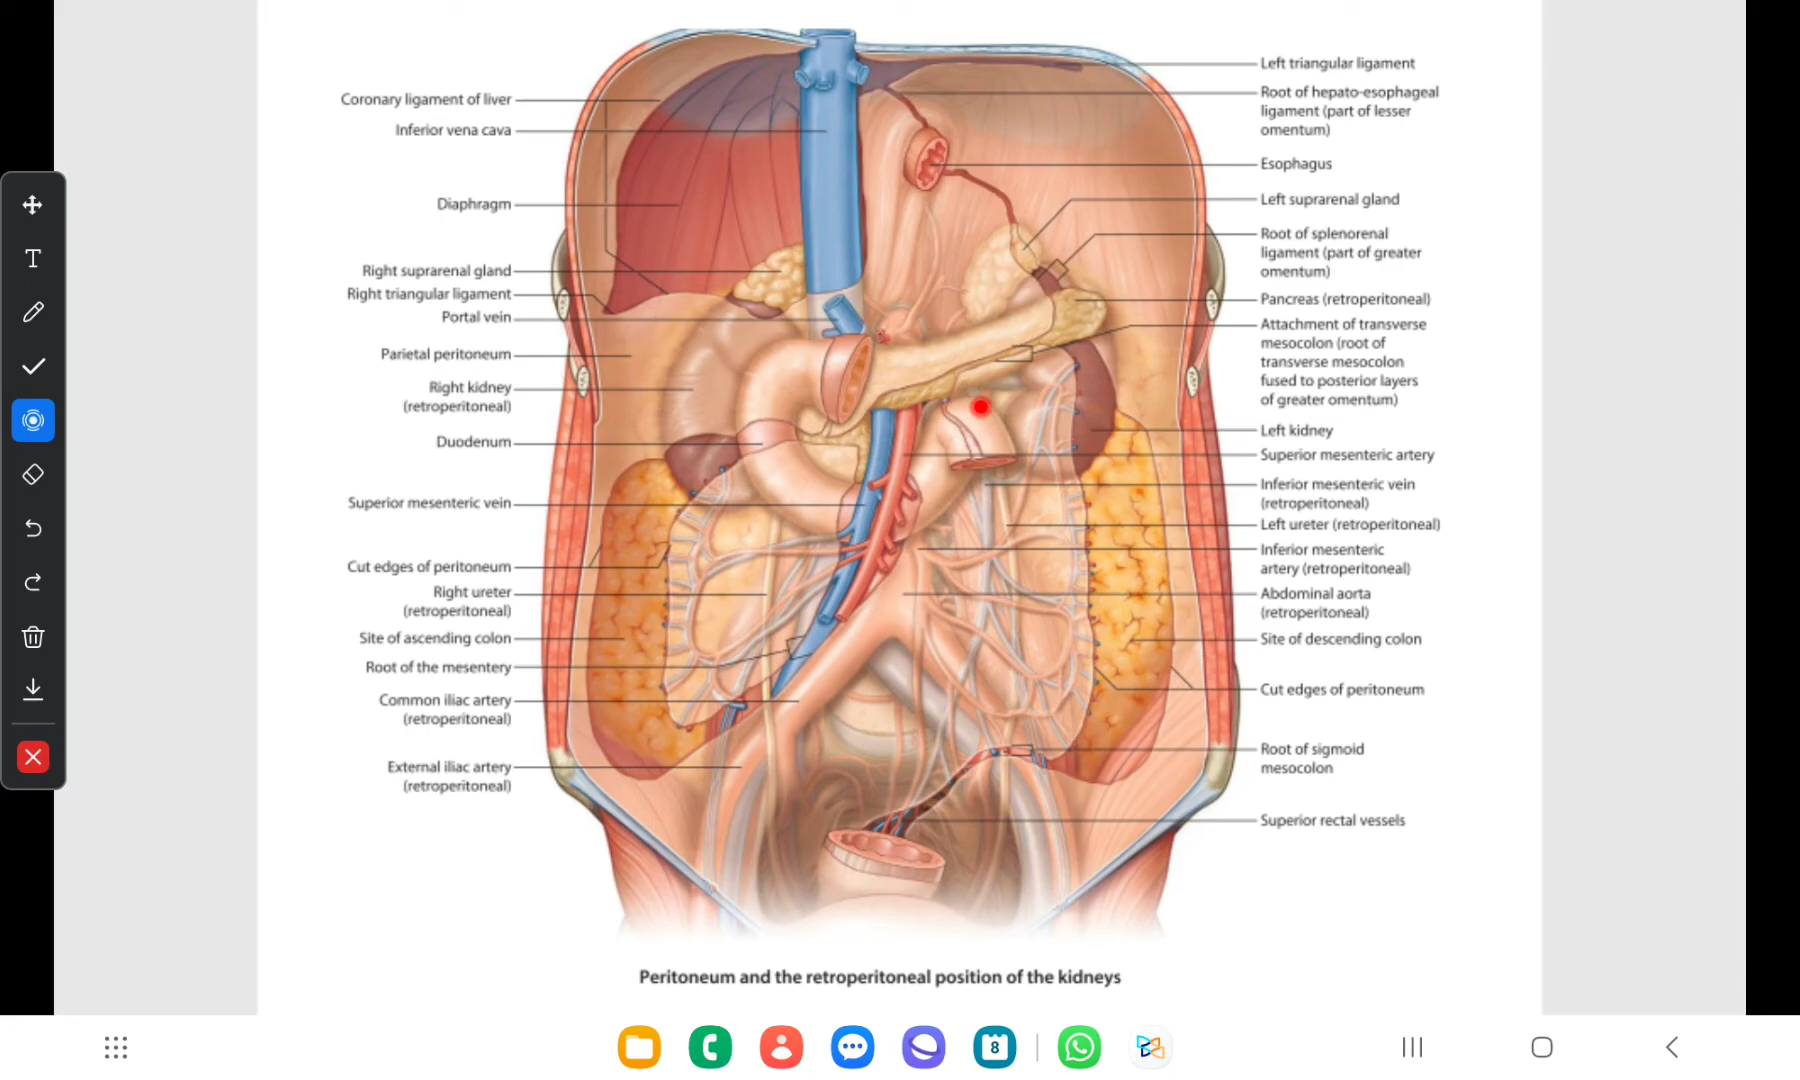 Coronary ligament of liver
Inferior vena cava
Diaphragm
Right suprarenal gland
Right triangular ligament
Portal vein
Parietal peritoneum
Right kidney
(retroperitoneal)
Duodenum
Superior mesenteric vein
Cut edges of peritoneum
Right ureter
(retroperitoneal)
Site of ascending colon
Root of the mesentery
Common iliac artery
(retroperitoneal)
External iliac artery
(retroperitoneal)
Left triangular ligament
Root of hepato-esophageal
ligament (part of lesser
omentum)
Esophagus
Left suprarenal gland
Root of splenorenal
ligament (part of greater
omentum)
Pancreas (retroperitoneal)
Attachment of transverse
mesocolon (root of
transverse mesocolon
fused to posterior layers
of greater omentum)
Left kidney
Superior mesenteric artery
Inferior mesenteric vein
(retroperitoneal)
Left ureter (retroperitoneal)
Inferior mesenteric
artery (retroperitoneal)
Abdominal aorta
(retroperitoneal)
Site of descending colon
Cut edges of peritoneum
Root of sigmoid
mesocolon
Superior rectal vessels
Peritoneum and the retroperitoneal position of the kidneys
T
8